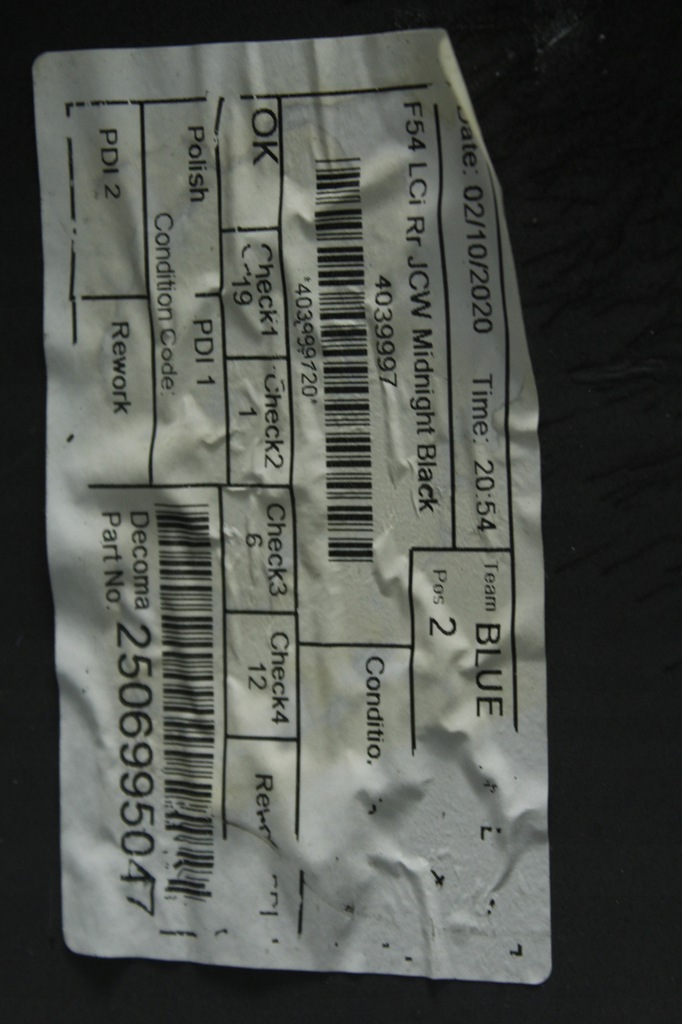 Date: 02/10/2020 Time: 20:54 Team BLUE
F54 LCi Rr JCW Midnight Black Pos 2
4039997
*403999720*
OK Check1 19 Check2 1 Check3 6 Check4 12
Polish PDI 1
Condition Code:
PDI 2 Rework
Decoma
Part No. 2506995047